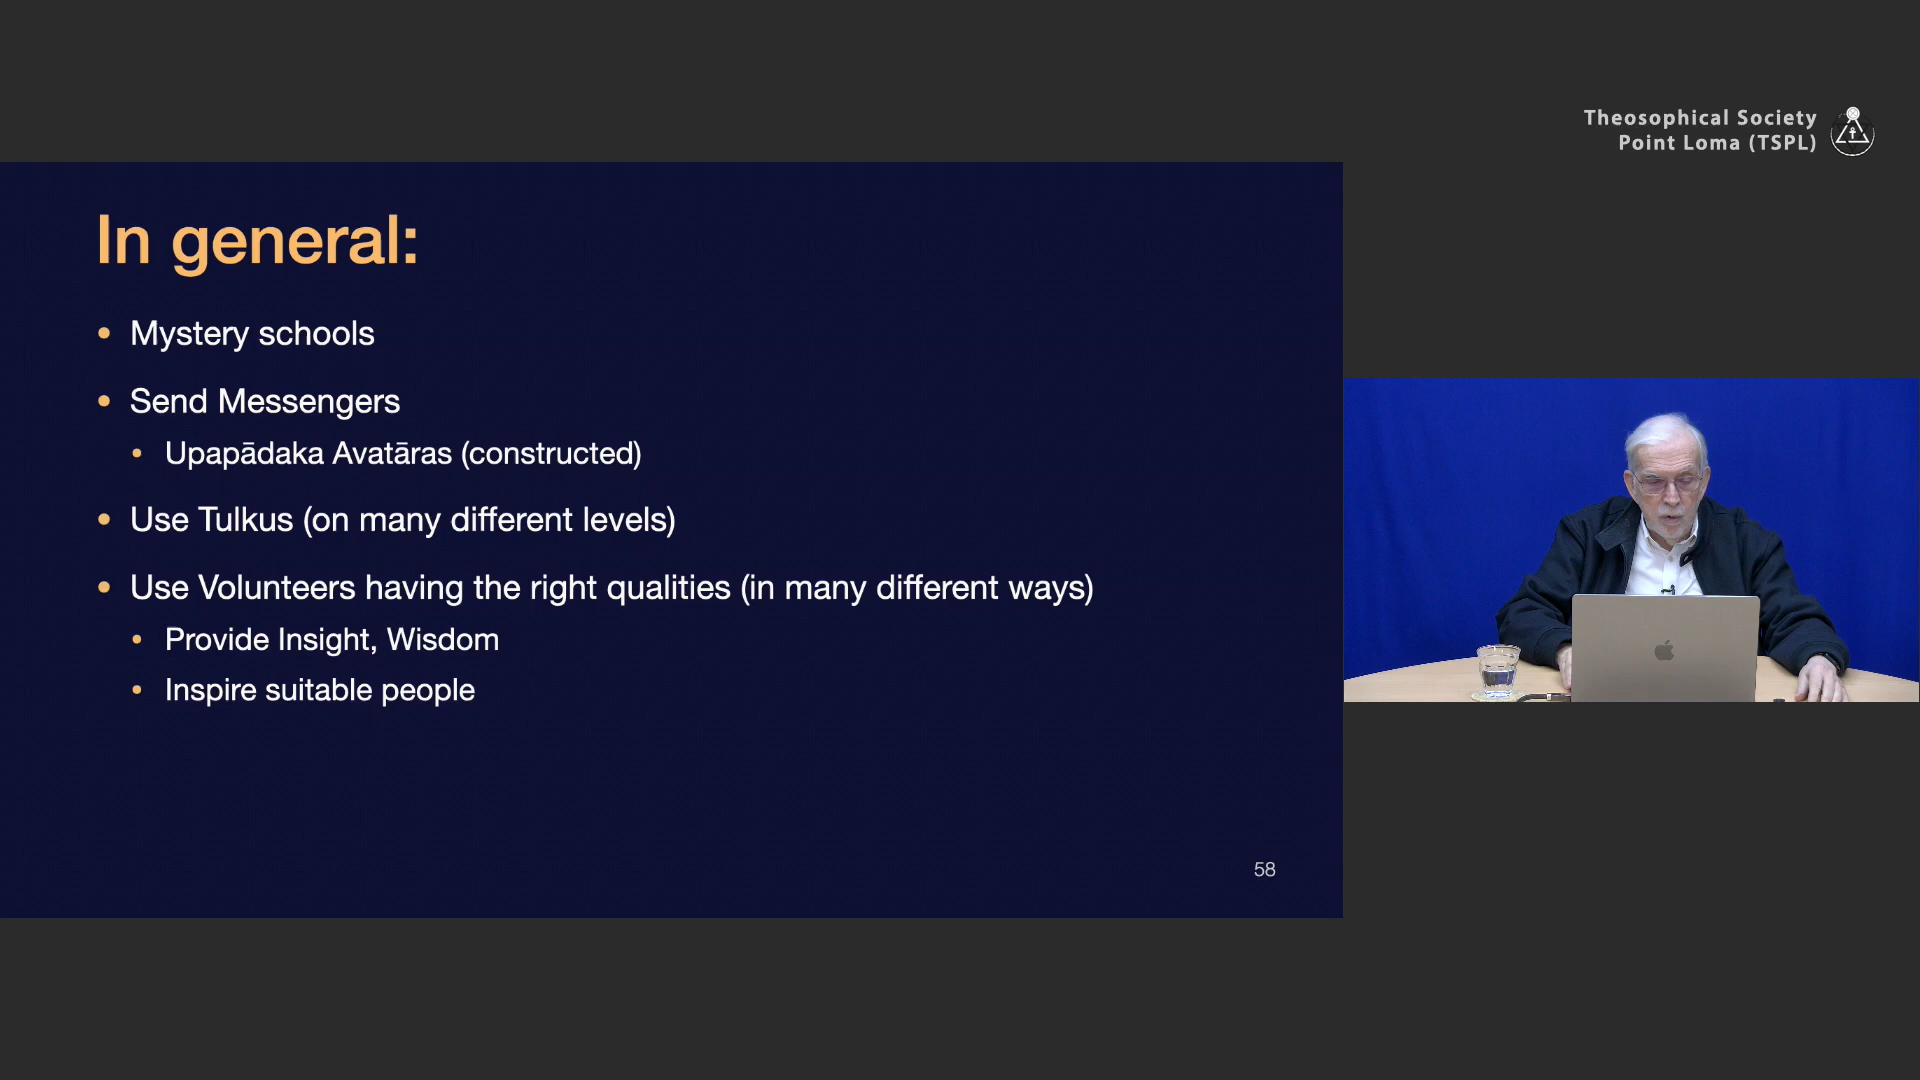 Theosophical Society
Point Loma (TSPL)
In general:
• Mystery schools
• Send Messengers
• Upapādaka Avatāras (constructed)
• Use Tulkus (on many different levels)
• Use Volunteers having the right qualities (in many different ways)
• Provide Insight, Wisdom
• Inspire suitable people
58